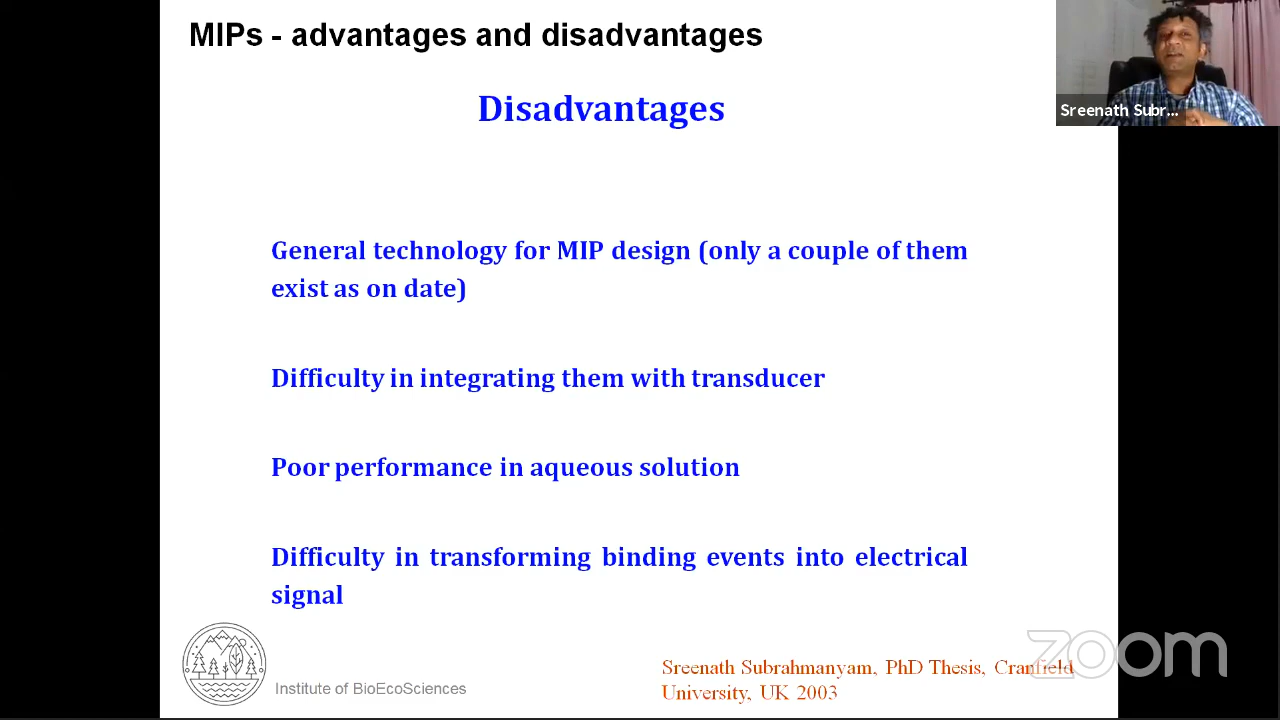 MIPs - advantages and disadvantages
Disadvantages
Sreenath Subr...
General technology for MIP design (only a couple of them
exist as on date)
Difficulty in integrating them with transducer
Poor performance in aqueous solution
Difficulty in transforming binding events into electrical
signal
Institute of BioEcoSciences
Sreenath Subrahmanyam, PhD Thesis, Cranfield
University, UK 2003
zoom